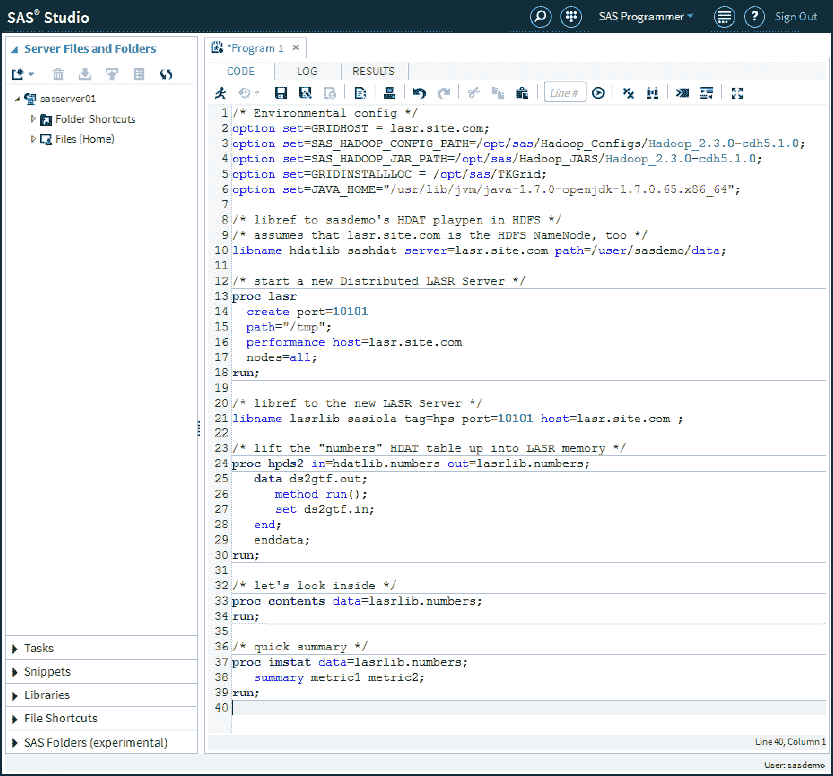 SAS® Studio
SAS Programmer
Sign Out
Server Files and Folders
sasserver01
Folder Shortcuts
Files (Home)
Tasks
Snippets
Libraries
File Shortcuts
SAS Folders (experimental)
*Program 1 ×
CODE LOG RESULTS
Line #
1 /* Environmental config */
2 option set=GRIDHOST = lasr.site.com;
3 option set=SAS_HADOOP_CONFIG_PATH=/opt/sas/Hadoop_Configs/Hadoop_2.3.0-cdh5.1.0;
4 option set=SAS_HADOOP_JAR_PATH=/opt/sas/Hadoop_JARS/Hadoop_2.3.0-cdh5.1.0;
5 option set=GRIDINSTALLLOC = /opt/sas/TKGrid;
6 option set=JAVA_HOME="/usr/lib/jvm/java-1.7.0-openjdk-1.7.0.65.x86_64";
7
8 /* libref to sasdemo's HDAT playpen in HDFS */
9 /* assumes that lasr.site.com is the HDFS NameNode, too */
10 libname hdatlib sashdat server=lasr.site.com path=/user/sasdemo/data;
11
12 /* start a new Distributed LASR Server */
13 proc lasr
14 create port=10101
15 path="/tmp";
16 performance host=lasr.site.com
17 nodes=all;
18 run;
19
20 /* libref to the new LASR Server */
21 libname lasrlib sasiola tag=hps port=10101 host=lasr.site.com ;
22
23 /* lift the "numbers" HDAT table up into LASR memory */
24 proc hpds2 in=hdatlib.numbers out=lasrlib.numbers;
25 data ds2gtf.out;
26 method run();
27 set ds2gtf.in;
28 end;
29 enddata;
30 run;
31
32 /* let's look inside */
33 proc contents data=lasrlib.numbers;
34 run;
35
36 /* quick summary */
37 proc imstat data=lasrlib.numbers;
38 summary metric1 metric2;
39 run;
40
Line 40, Column 1
User: sasdemo